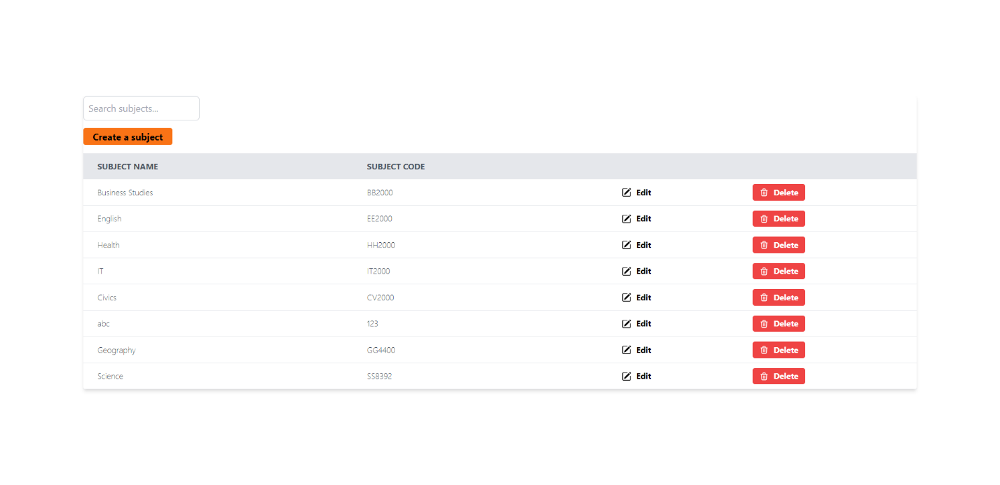 Search subjects...
Create a subject
SUBJECT NAME SUBJECT CODE
Business Studies BB2000 Edit Delete
English EE2000 Edit Delete
Health HH2000 Edit Delete
IT IT2000 Edit Delete
Civics CV2000 Edit Delete
abc 123 Edit Delete
Geography GG4400 Edit Delete
Science SS8392 Edit Delete